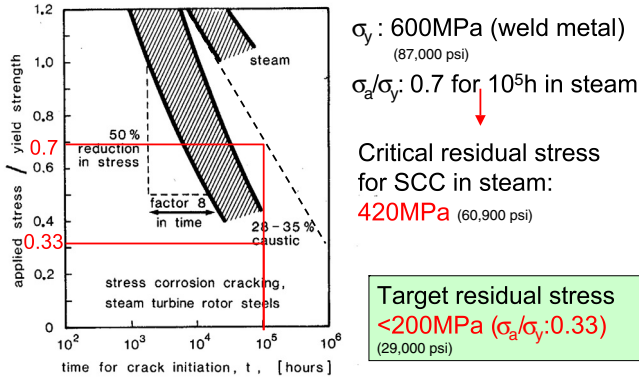 applied stress / yield strength
1.2
1.0
0.8
0.7
0.6
0.4
0.33
0.2
0
steam
50%
reduction
in stress
factor 8
in time
28-35%
caustic
stress corrosion cracking,
steam turbine rotor steels
10² 10³ 10⁴ 10⁵ 10⁶
time for crack initiation, t, [hours]
σy: 600MPa (weld metal)
(87,000 psi)
σa/σy: 0.7 for 10⁵h in steam
Critical residual stress
for SCC in steam:
420MPa (60,900 psi)
Target residual stress
<200MPa (σa/σy:0.33)
(29,000 psi)